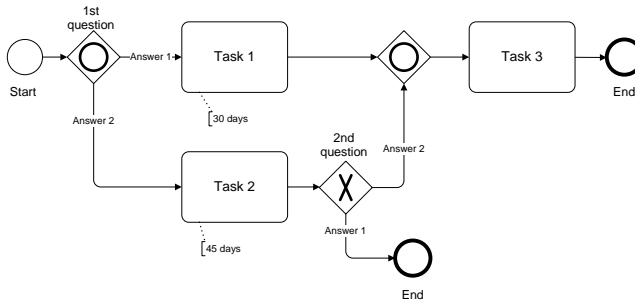 1st
question
Start
Answer 1
Task 1
30 days
Task 3
End
Answer 2
Task 2
45 days
2nd
question
Answer 2
Answer 1
End